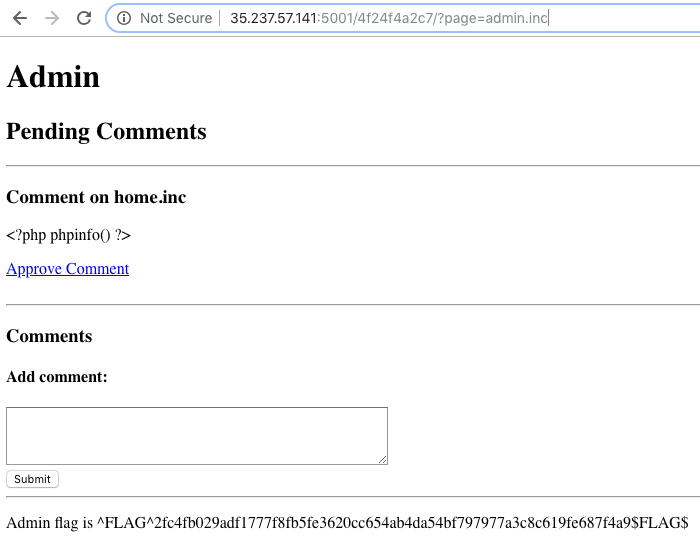 Not Secure | 35.237.57.141:5001/4f24f4a2c7/?page=admin.inc
Admin
Pending Comments
Comment on home.inc
<?php phpinfo() ?>
Approve Comment
Comments
Add comment:
Submit
Admin flag is ^FLAG^2fc4fb029adf1777f8fb5fe3620cc654ab4da54bf797977a3c8c619fe687f4a9$FLAG$